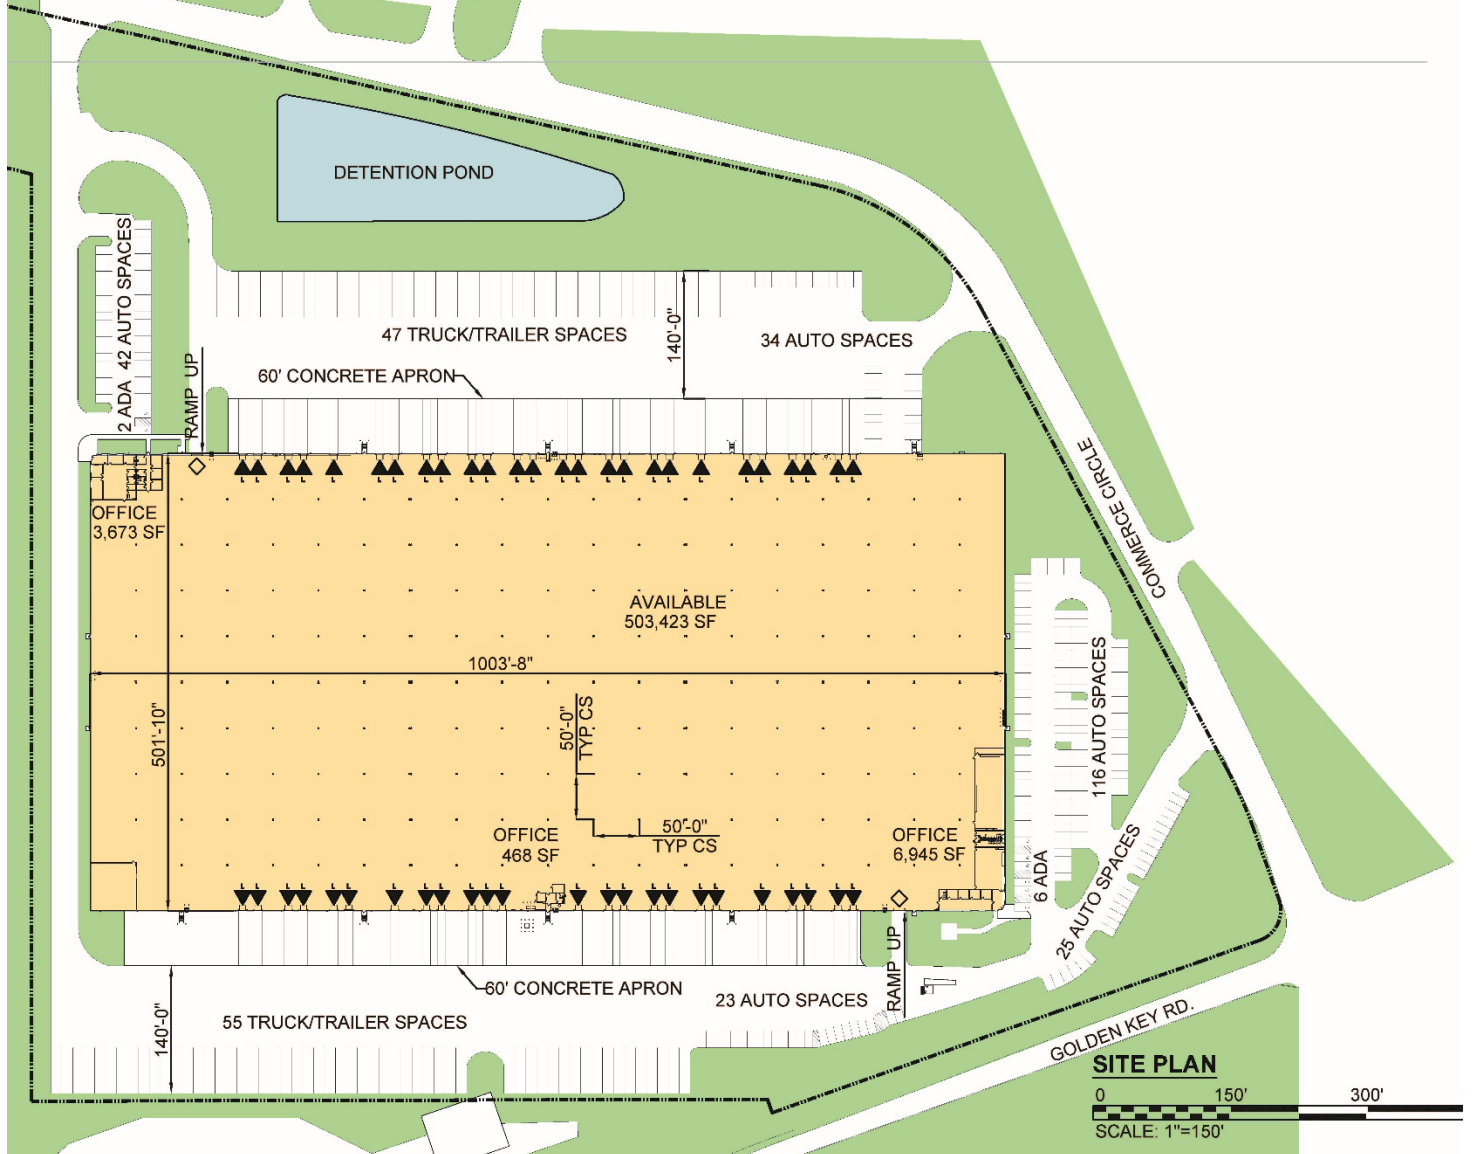 DETENTION POND
2 ADA 42 AUTO SPACES
47 TRUCK/TRAILER SPACES
140'-0"
34 AUTO SPACES
RAMP UP
60' CONCRETE APRON
COMMERCE CIRCLE
OFFICE
3,673 SF
AVAILABLE
503,423 SF
1003'-8"
501'-10"
50'-0"
TYP CS
50'-0"
TYP CS
116 AUTO SPACES
OFFICE
468 SF
OFFICE
6,945 SF
6 ADA
25 AUTO SPACES
RAMP UP
60' CONCRETE APRON
23 AUTO SPACES
55 TRUCK/TRAILER SPACES
140'-0"
GOLDEN KEY RD.
SITE PLAN
0 150' 300'
SCALE: 1"=150'